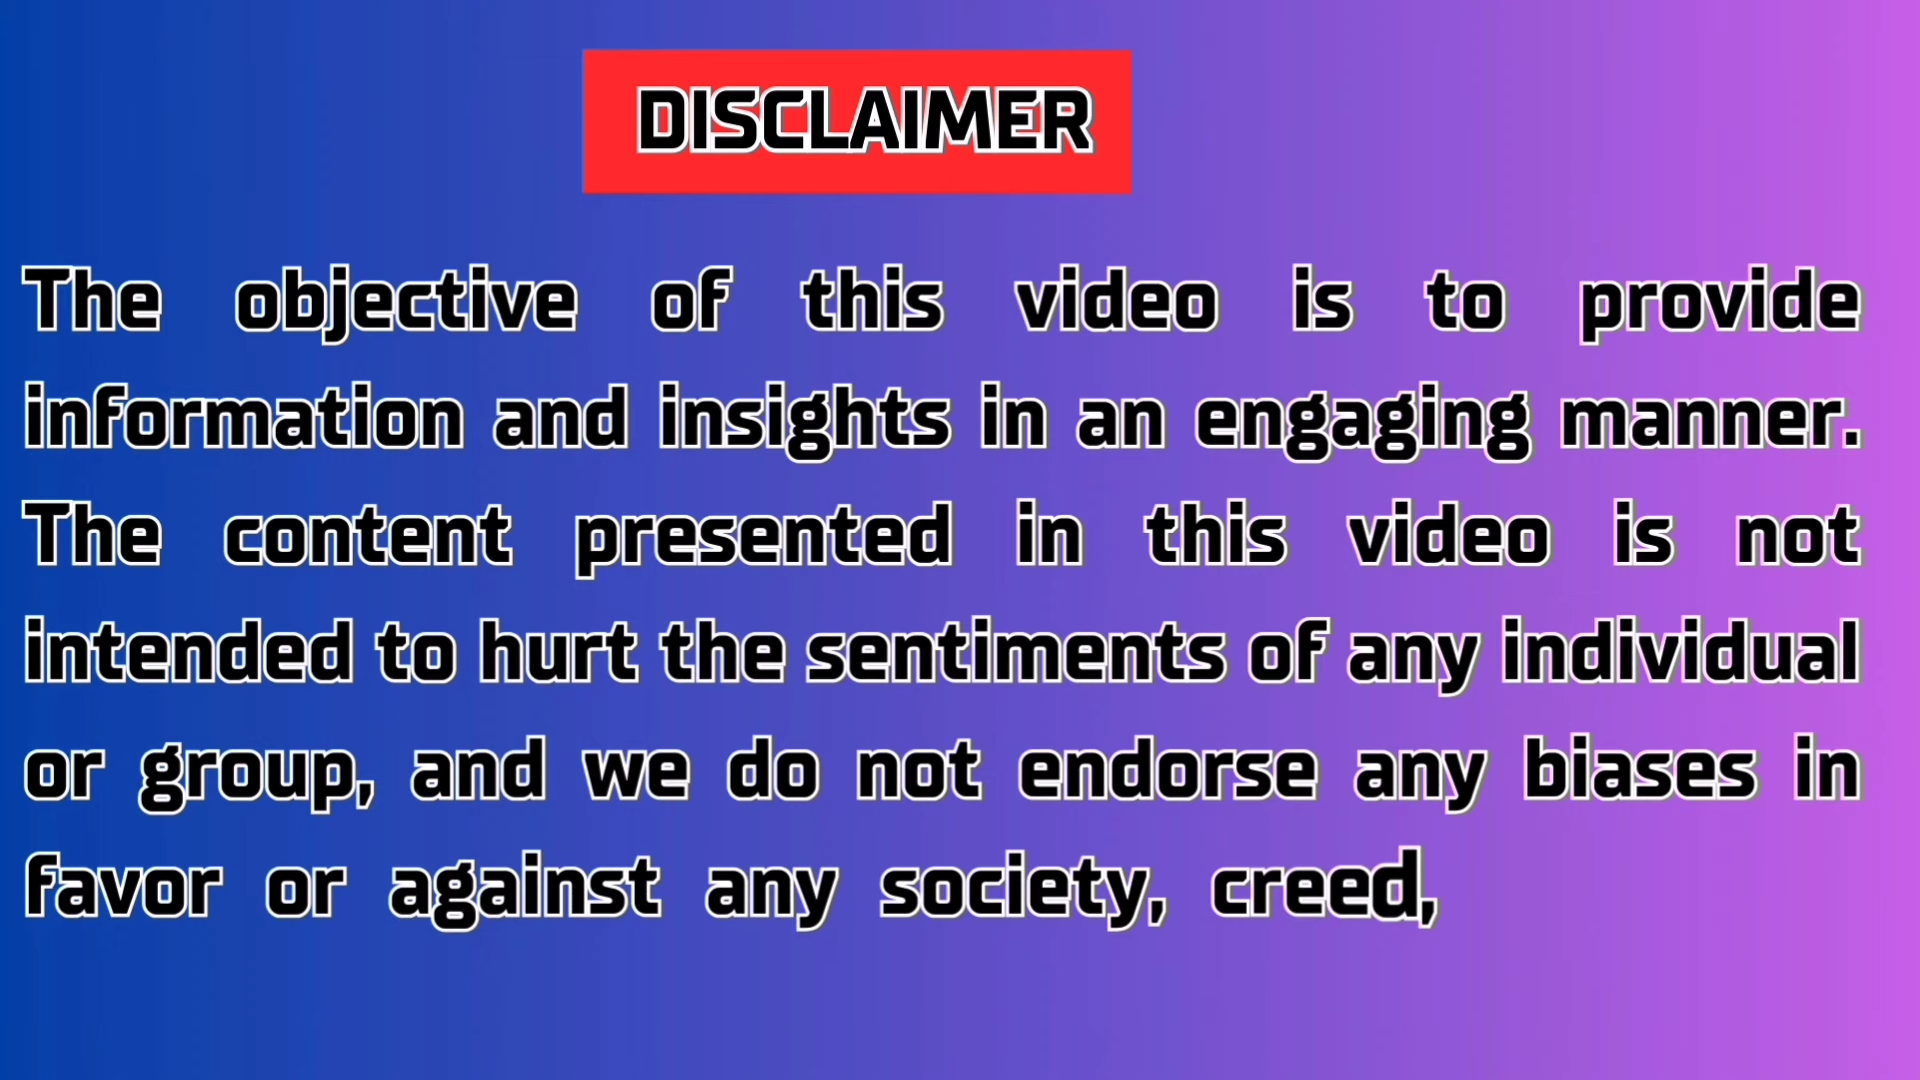 DISCLAIMER
The objective of this video is to provide
information and insights in an engaging manner.
The content presented in this video is not
intended to hurt the sentiments of any individual
or group, and we do not endorse any biases in
favor or against any society, creed,